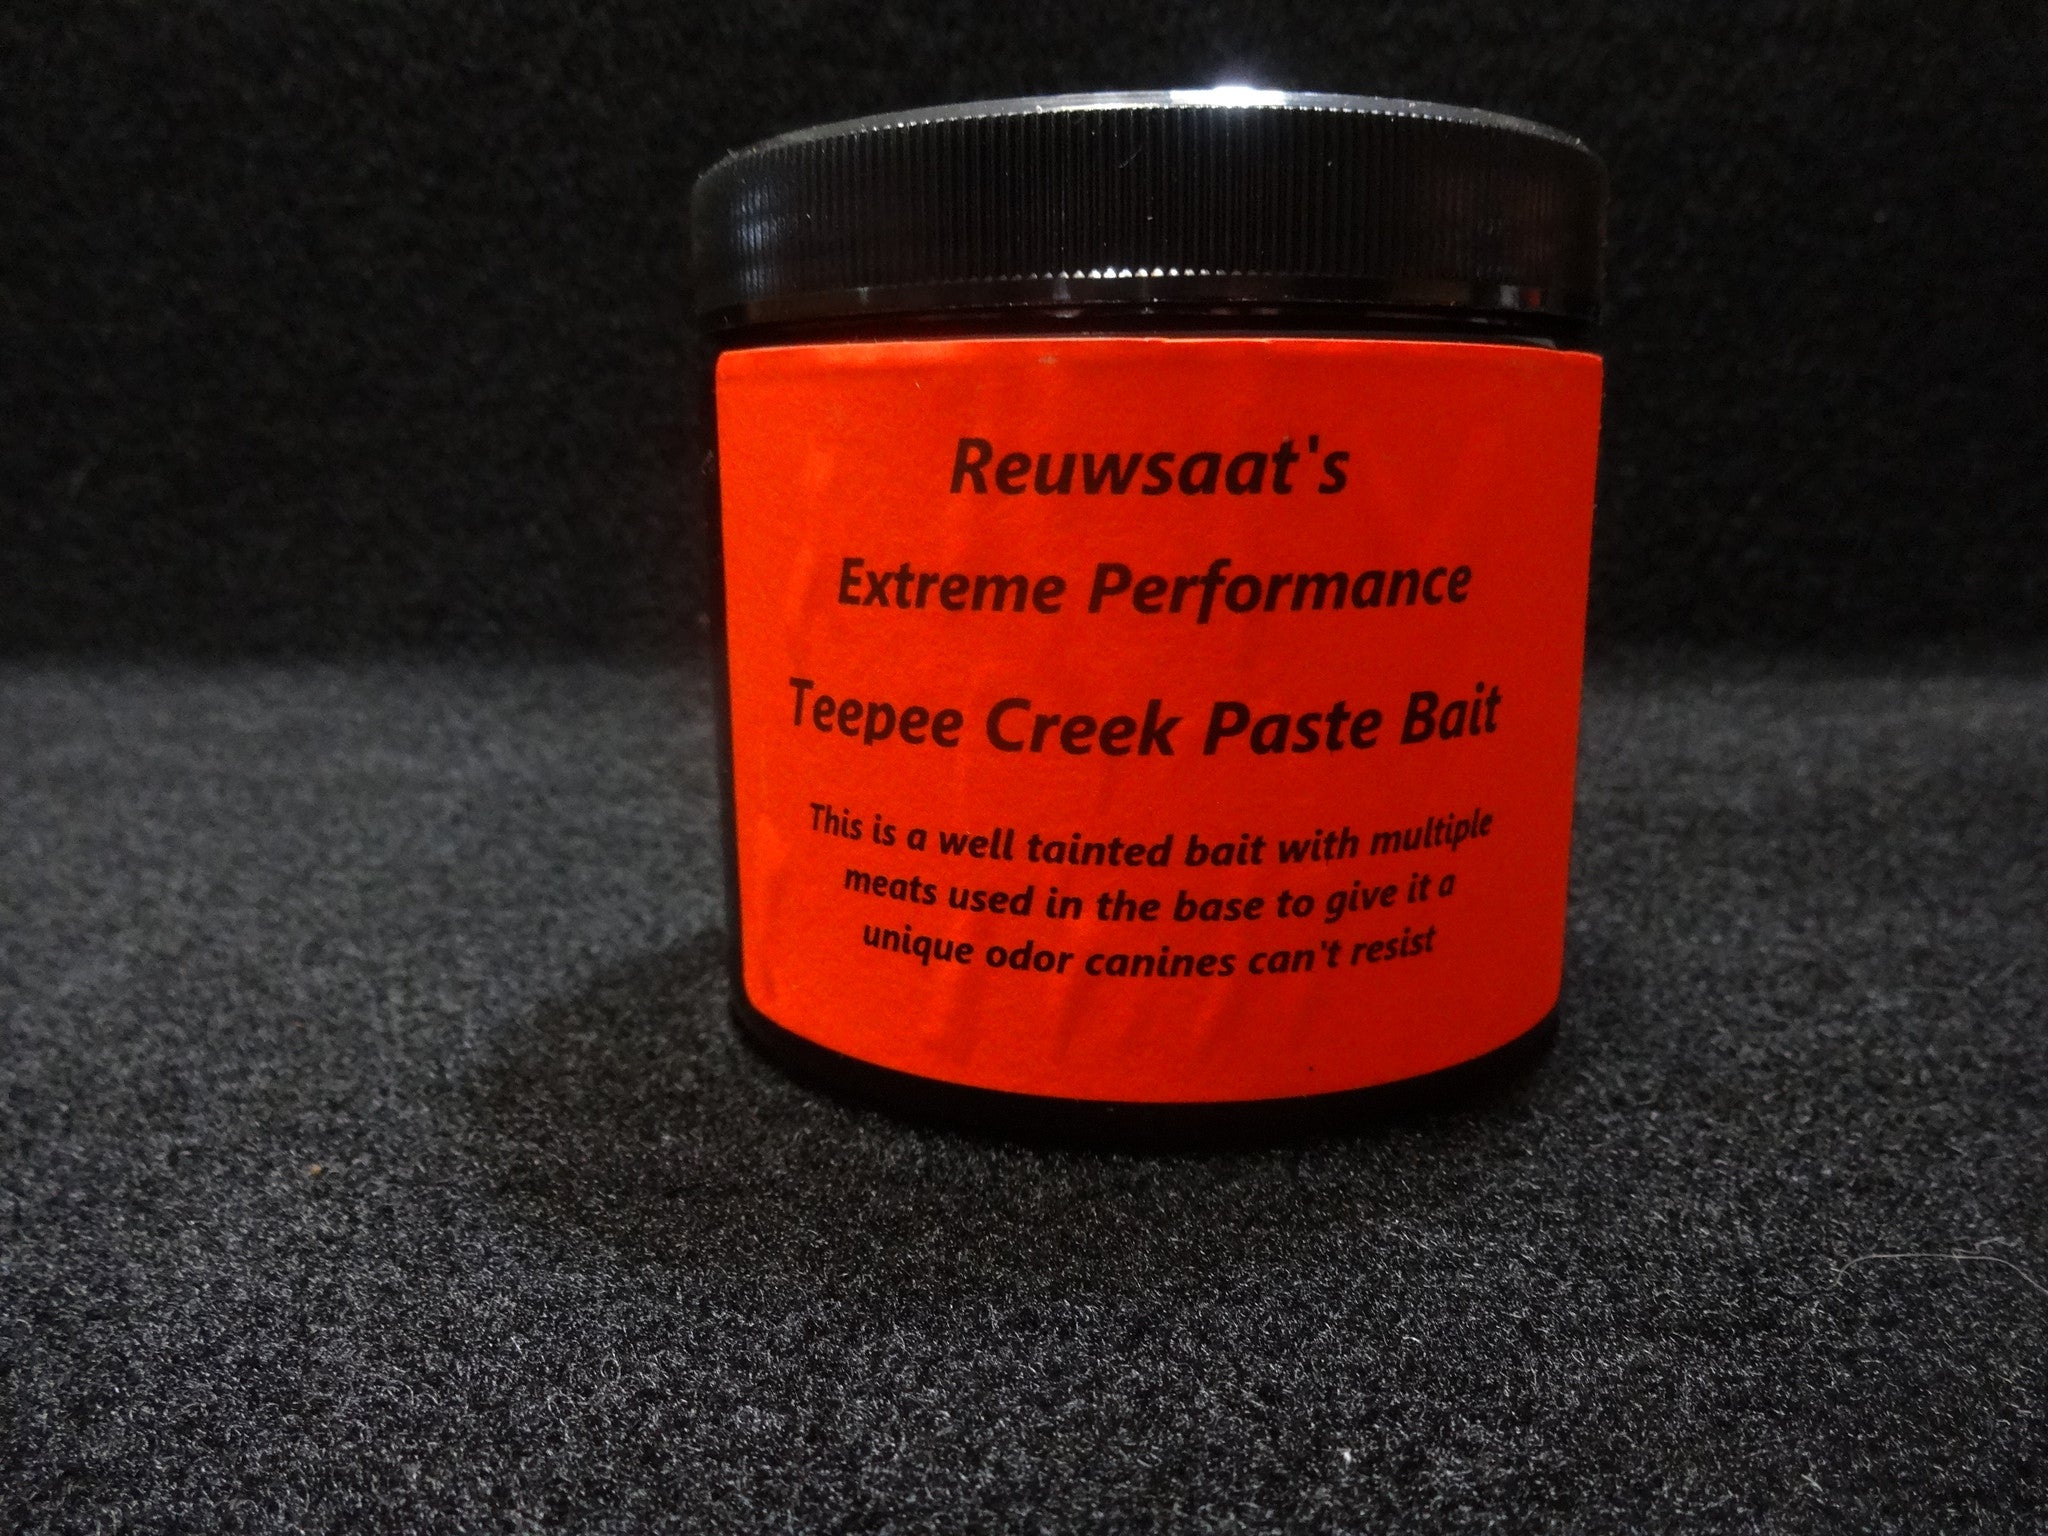 Reuwsaat's
Extreme Performance
Teepee Creek Paste Bait
This is a well tainted bait with multiple
meats used in the base to give it a
unique odor canines can't resist